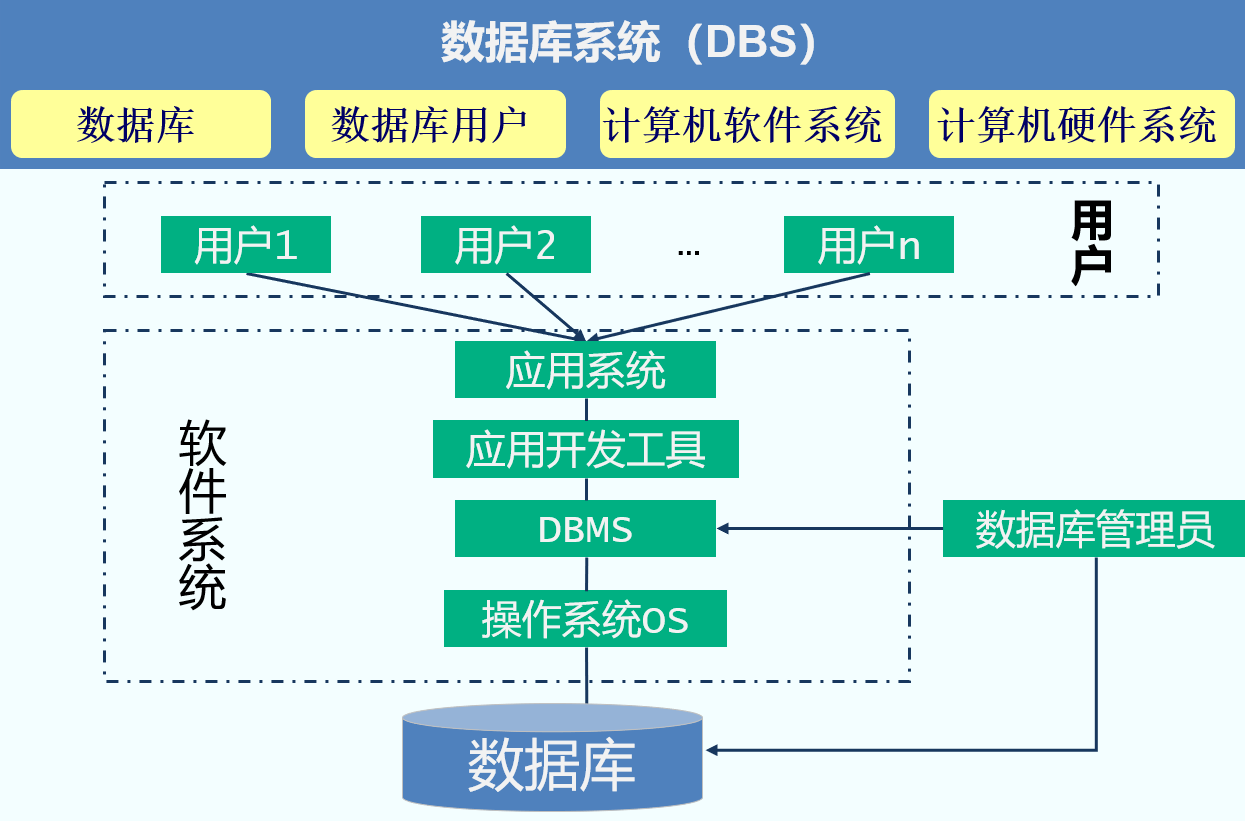 数据库系统（DBS）
数据库
数据库用户
计算机软件系统
计算机硬件系统
用户1
用户2
...
用户n
用户
应用系统
应用开发工具
软件系统
DBMS
数据库管理员
操作系统OS
数据库